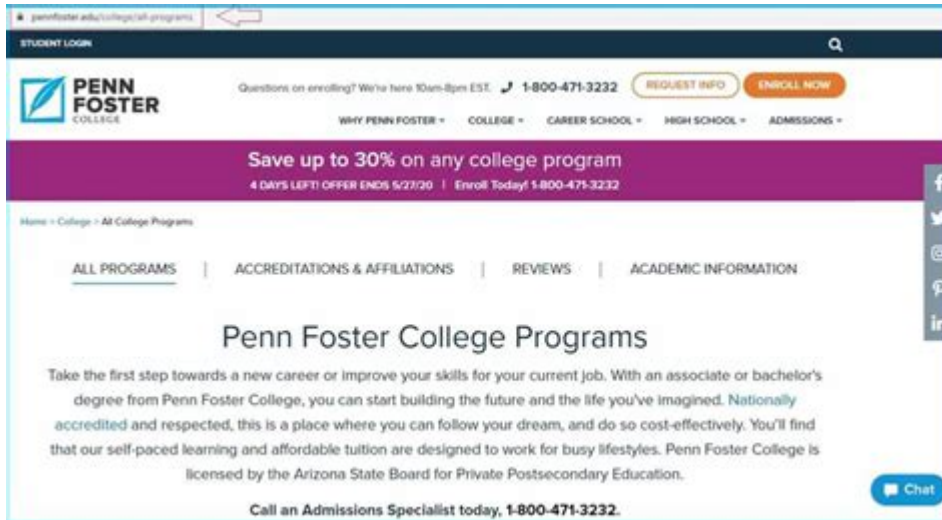 pennfoster.edu/college/all-programs
STUDENT LOGIN
PENN
FOSTER
COLLEGE
Questions on enrolling? We're here 10am-8pm EST. 1-800-471-3232 REQUEST INFO ENROLL NOW
WHY PENN FOSTER COLLEGE CAREER SCHOOL HIGH SCHOOL ADMISSIONS
Save up to 30% on any college program
4 DAYS LEFT! OFFER ENDS 5/27/20 | Enroll Today! 1-800-471-3232
Home > College > All College Programs
ALL PROGRAMS | ACCREDITATIONS & AFFILIATIONS | REVIEWS | ACADEMIC INFORMATION
Penn Foster College Programs
Take the first step towards a new career or improve your skills for your current job. With an associate or bachelor's
degree from Penn Foster College, you can start building the future and the life you've imagined. Nationally
accredited and respected, this is a place where you can follow your dream, and do so cost-effectively. You'll find
that our self-paced learning and affordable tuition are designed to work for busy lifestyles. Penn Foster College is
licensed by the Arizona State Board for Private Postsecondary Education.
Chat
Call an Admissions Specialist today, 1-800-471-3232.